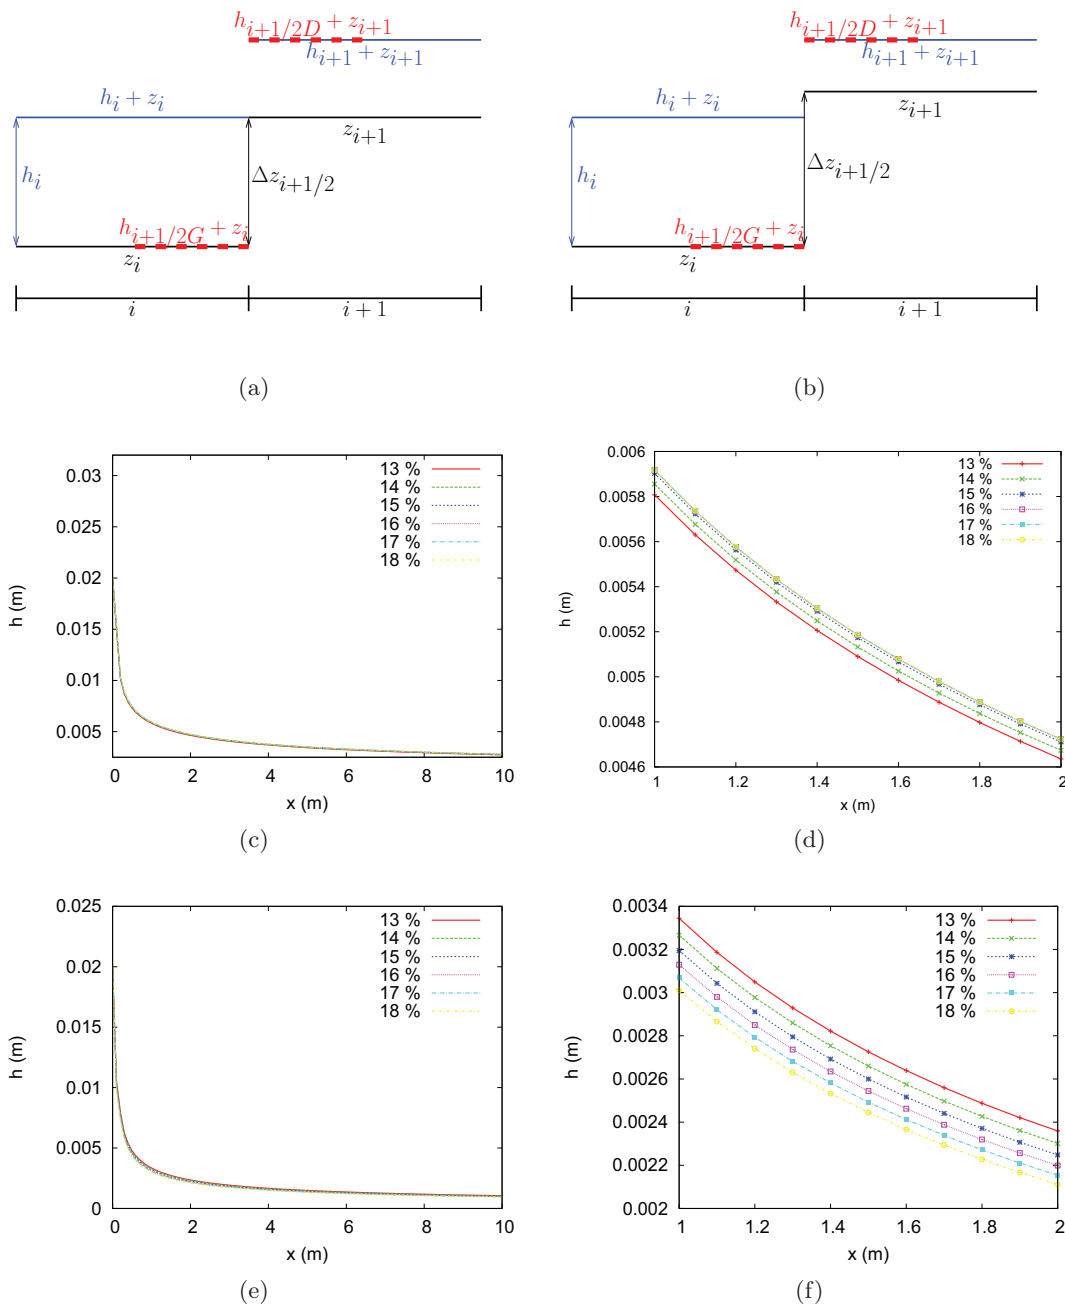 h_{i+1/2D} + z_{i+1}
h_{i+1} + z_{i+1}
h_i + z_i
z_{i+1}
h_i
Δz_{i+1/2}
h_{i+1/2G} + z_i
z_i
i
i + 1
(a)
h_{i+1/2D} + z_{i+1}
h_{i+1} + z_{i+1}
h_i + z_i
z_{i+1}
h_i
Δz_{i+1/2}
h_{i+1/2G} + z_i
z_i
i
i + 1
(b)
0.03
0.025
0.02
0.015
0.01
0.005
h (m)
13 %
14 %
15 %
16 %
17 %
18 %
0 2 4 6 8 10
x (m)
(c)
0.006
0.0058
0.0056
0.0054
0.0052
0.005
0.0048
0.0046
h (m)
13 %
14 %
15 %
16 %
17 %
18 %
1 1.2 1.4 1.6 1.8 2
x (m)
(d)
0.025
0.02
0.015
0.01
0.005
0
h (m)
13 %
14 %
15 %
16 %
17 %
18 %
0 2 4 6 8 10
x (m)
(e)
0.0034
0.0032
0.003
0.0028
0.0026
0.0024
0.0022
0.002
h (m)
13 %
14 %
15 %
16 %
17 %
18 %
1 1.2 1.4 1.6 1.8 2
x (m)
(f)